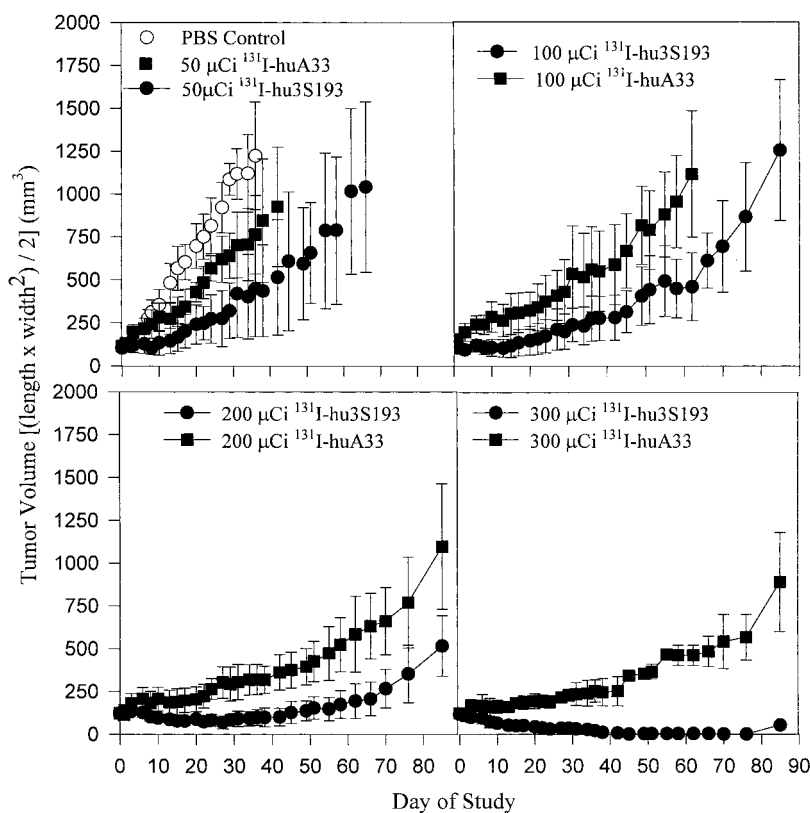 Tumor Volume [(length x width²) / 2] (mm³)
2000
1750
1500
1250
1000
750
500
250
0
PBS Control
50 μCi ¹³¹I-huA33
50μCi ¹³¹I-hu3S193
100 μCi ¹³¹I-hu3S193
100 μCi ¹³¹I-huA33
2000
1750
1500
1250
1000
750
500
250
0
200 μCi ¹³¹I-hu3S193
200 μCi ¹³¹I-huA33
300 μCi ¹³¹I-hu3S193
300 μCi ¹³¹I-huA33
0 10 20 30 40 50 60 70 80
0 10 20 30 40 50 60 70 80 90
Day of Study